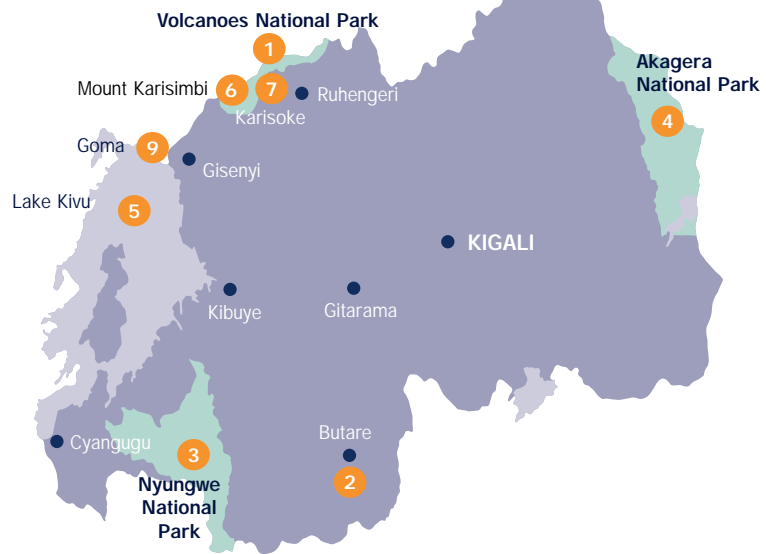 Volcanoes National Park
1
Akagera
National Park
Mount Karisimbi
6
7
Ruhengeri
Karisoke
4
Goma
9
Gisenyi
Lake Kivu
5
KIGALI
Kibuye
Gitarama
Butare
Cyangugu
3
2
Nyungwe
National
Park